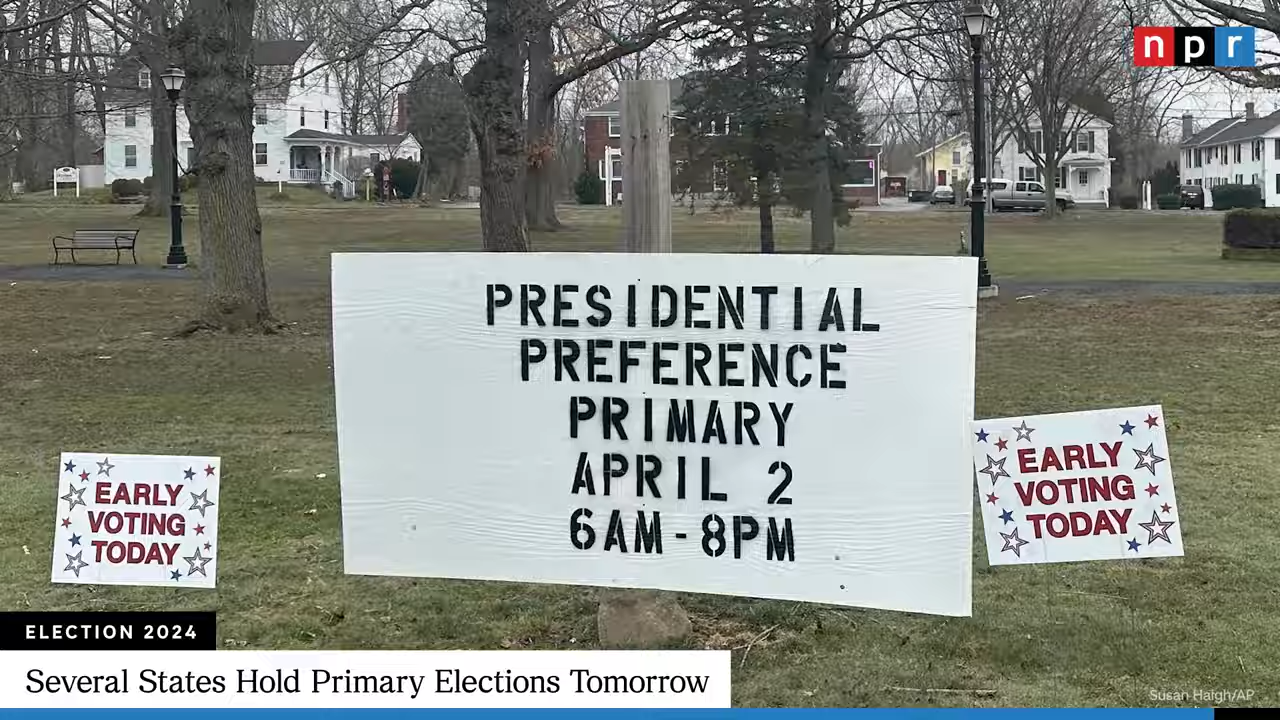 npr
PRESIDENTIAL
PREFERENCE
PRIMARY
APRIL 2
6AM-8PM
EARLY
VOTING
TODAY
EARLY
VOTING
TODAY
ELECTION 2024
Several States Hold Primary Elections Tomorrow
Susan Haigh/AP